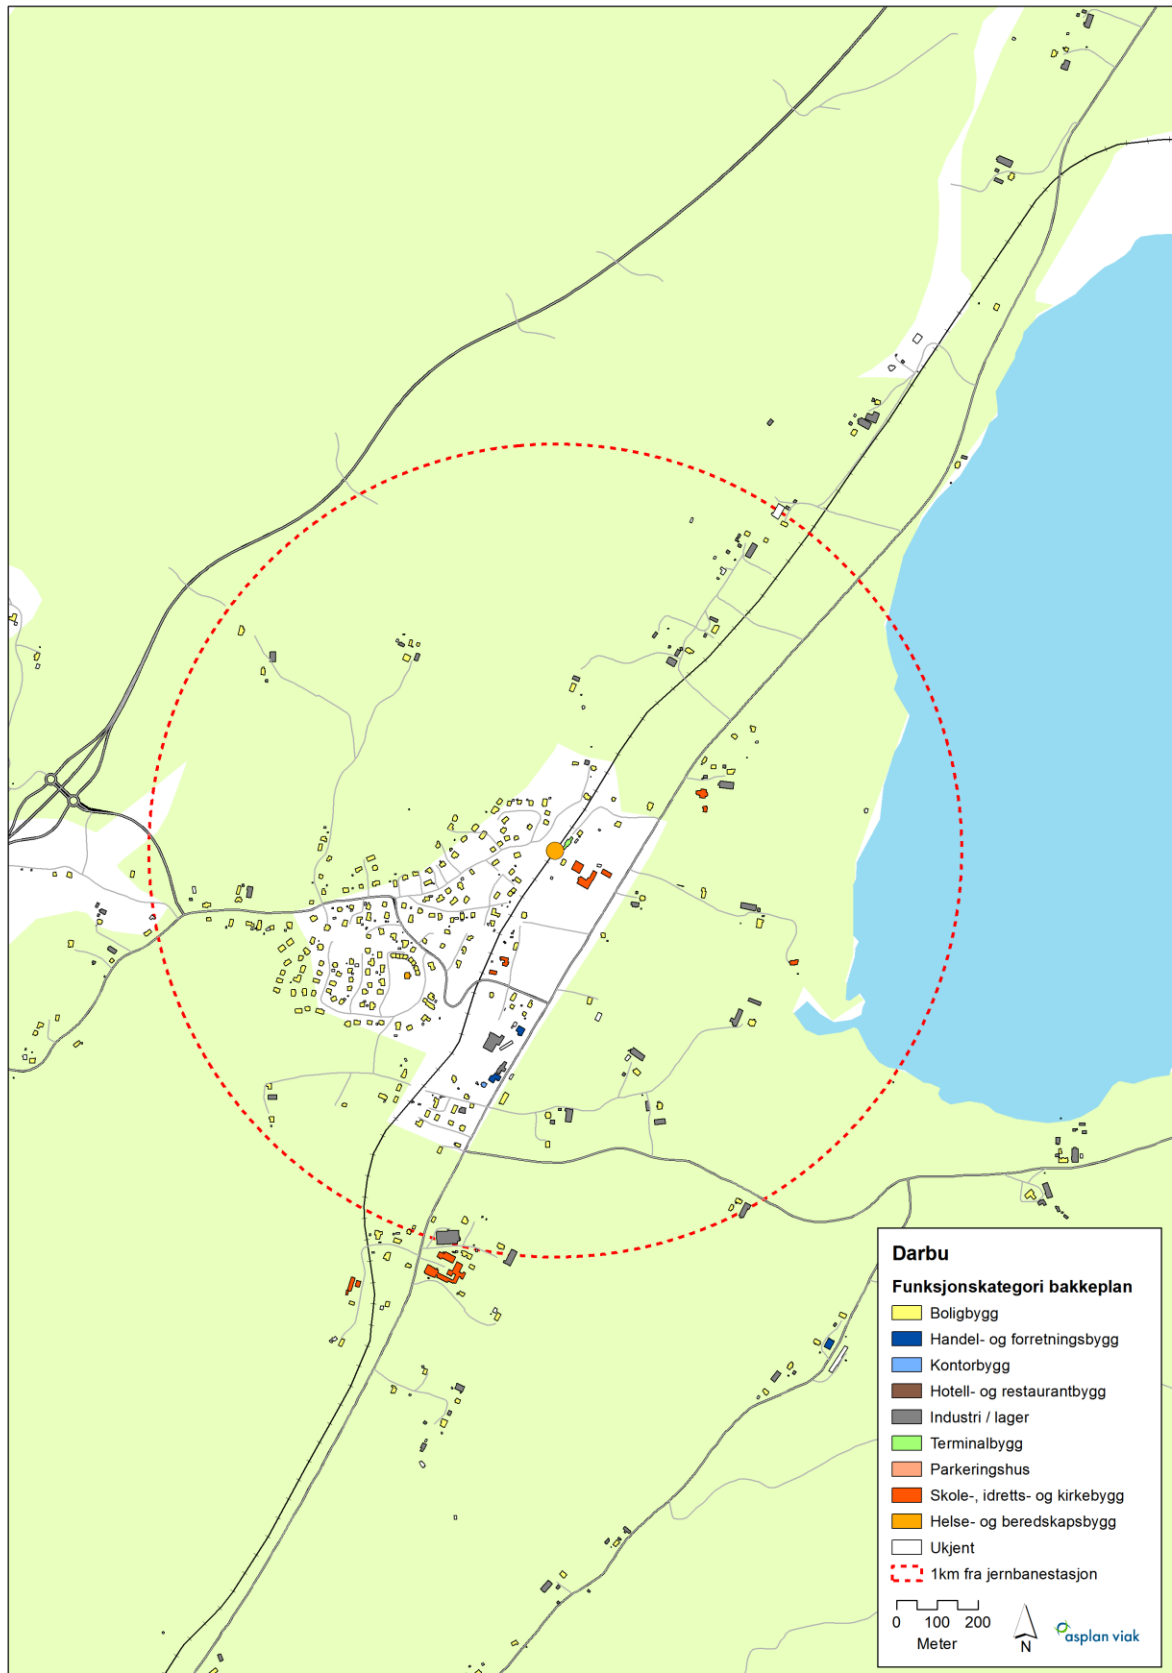 Darbu
Funksjonskategori bakkeplan
Boligbygg
Handel- og forretningsbygg
Kontorbygg
Hotell- og restaurantbygg
Industri / lager
Terminalbygg
Parkeringshus
Skole-, idretts- og kirkebygg
Helse- og beredskapsbygg
Ukjent
1km fra jernbanestasjon
0 100 200
Meter
N
asplan viak